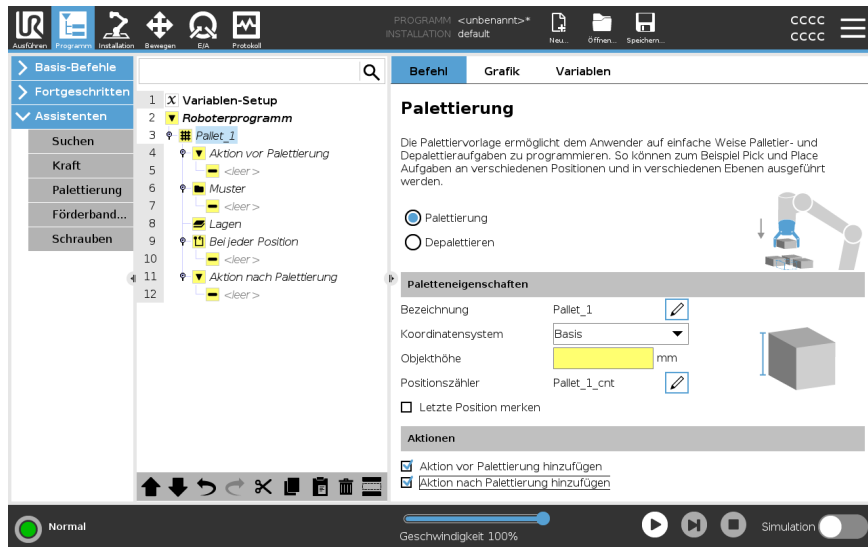 UR
PROGRAMM <unbenannt>*
INSTALLATION default
CCCC
CCCC
Ausführen Programm Installation Bewegen E/A Protokoll Neu... Öffnen... Speichern...
Basis-Befehle
Fortgeschritten
Assistenten
Suchen
Kraft
Palettierung
Förderband...
Schrauben
1 X Variablen-Setup
2 Roboterprogramm
3 Pallet_1
4 Aktion vor Palettierung
5 <leer>
6 Muster
7 <leer>
8 Lagen
9 Bei jeder Position
10 <leer>
11 Aktion nach Palettierung
12 <leer>
Befehl Grafik Variablen
Palettierung
Die Palettiervorlage ermöglicht dem Anwender auf einfache Weise Palletier- und
Depalettieraufgaben zu programmieren. So können zum Beispiel Pick und Place
Aufgaben an verschiedenen Positionen und in verschiedenen Ebenen ausgeführt
werden.
Palettierung
Depalettieren
Paletteneigenschaften
Bezeichnung Pallet_1
Koordinatensystem Basis
Objekthöhe mm
Positionszähler Pallet_1_cnt
Letzte Position merken
Aktionen
Aktion vor Palettierung hinzufügen
Aktion nach Palettierung hinzufügen
Normal
Geschwindigkeit 100%
Simulation